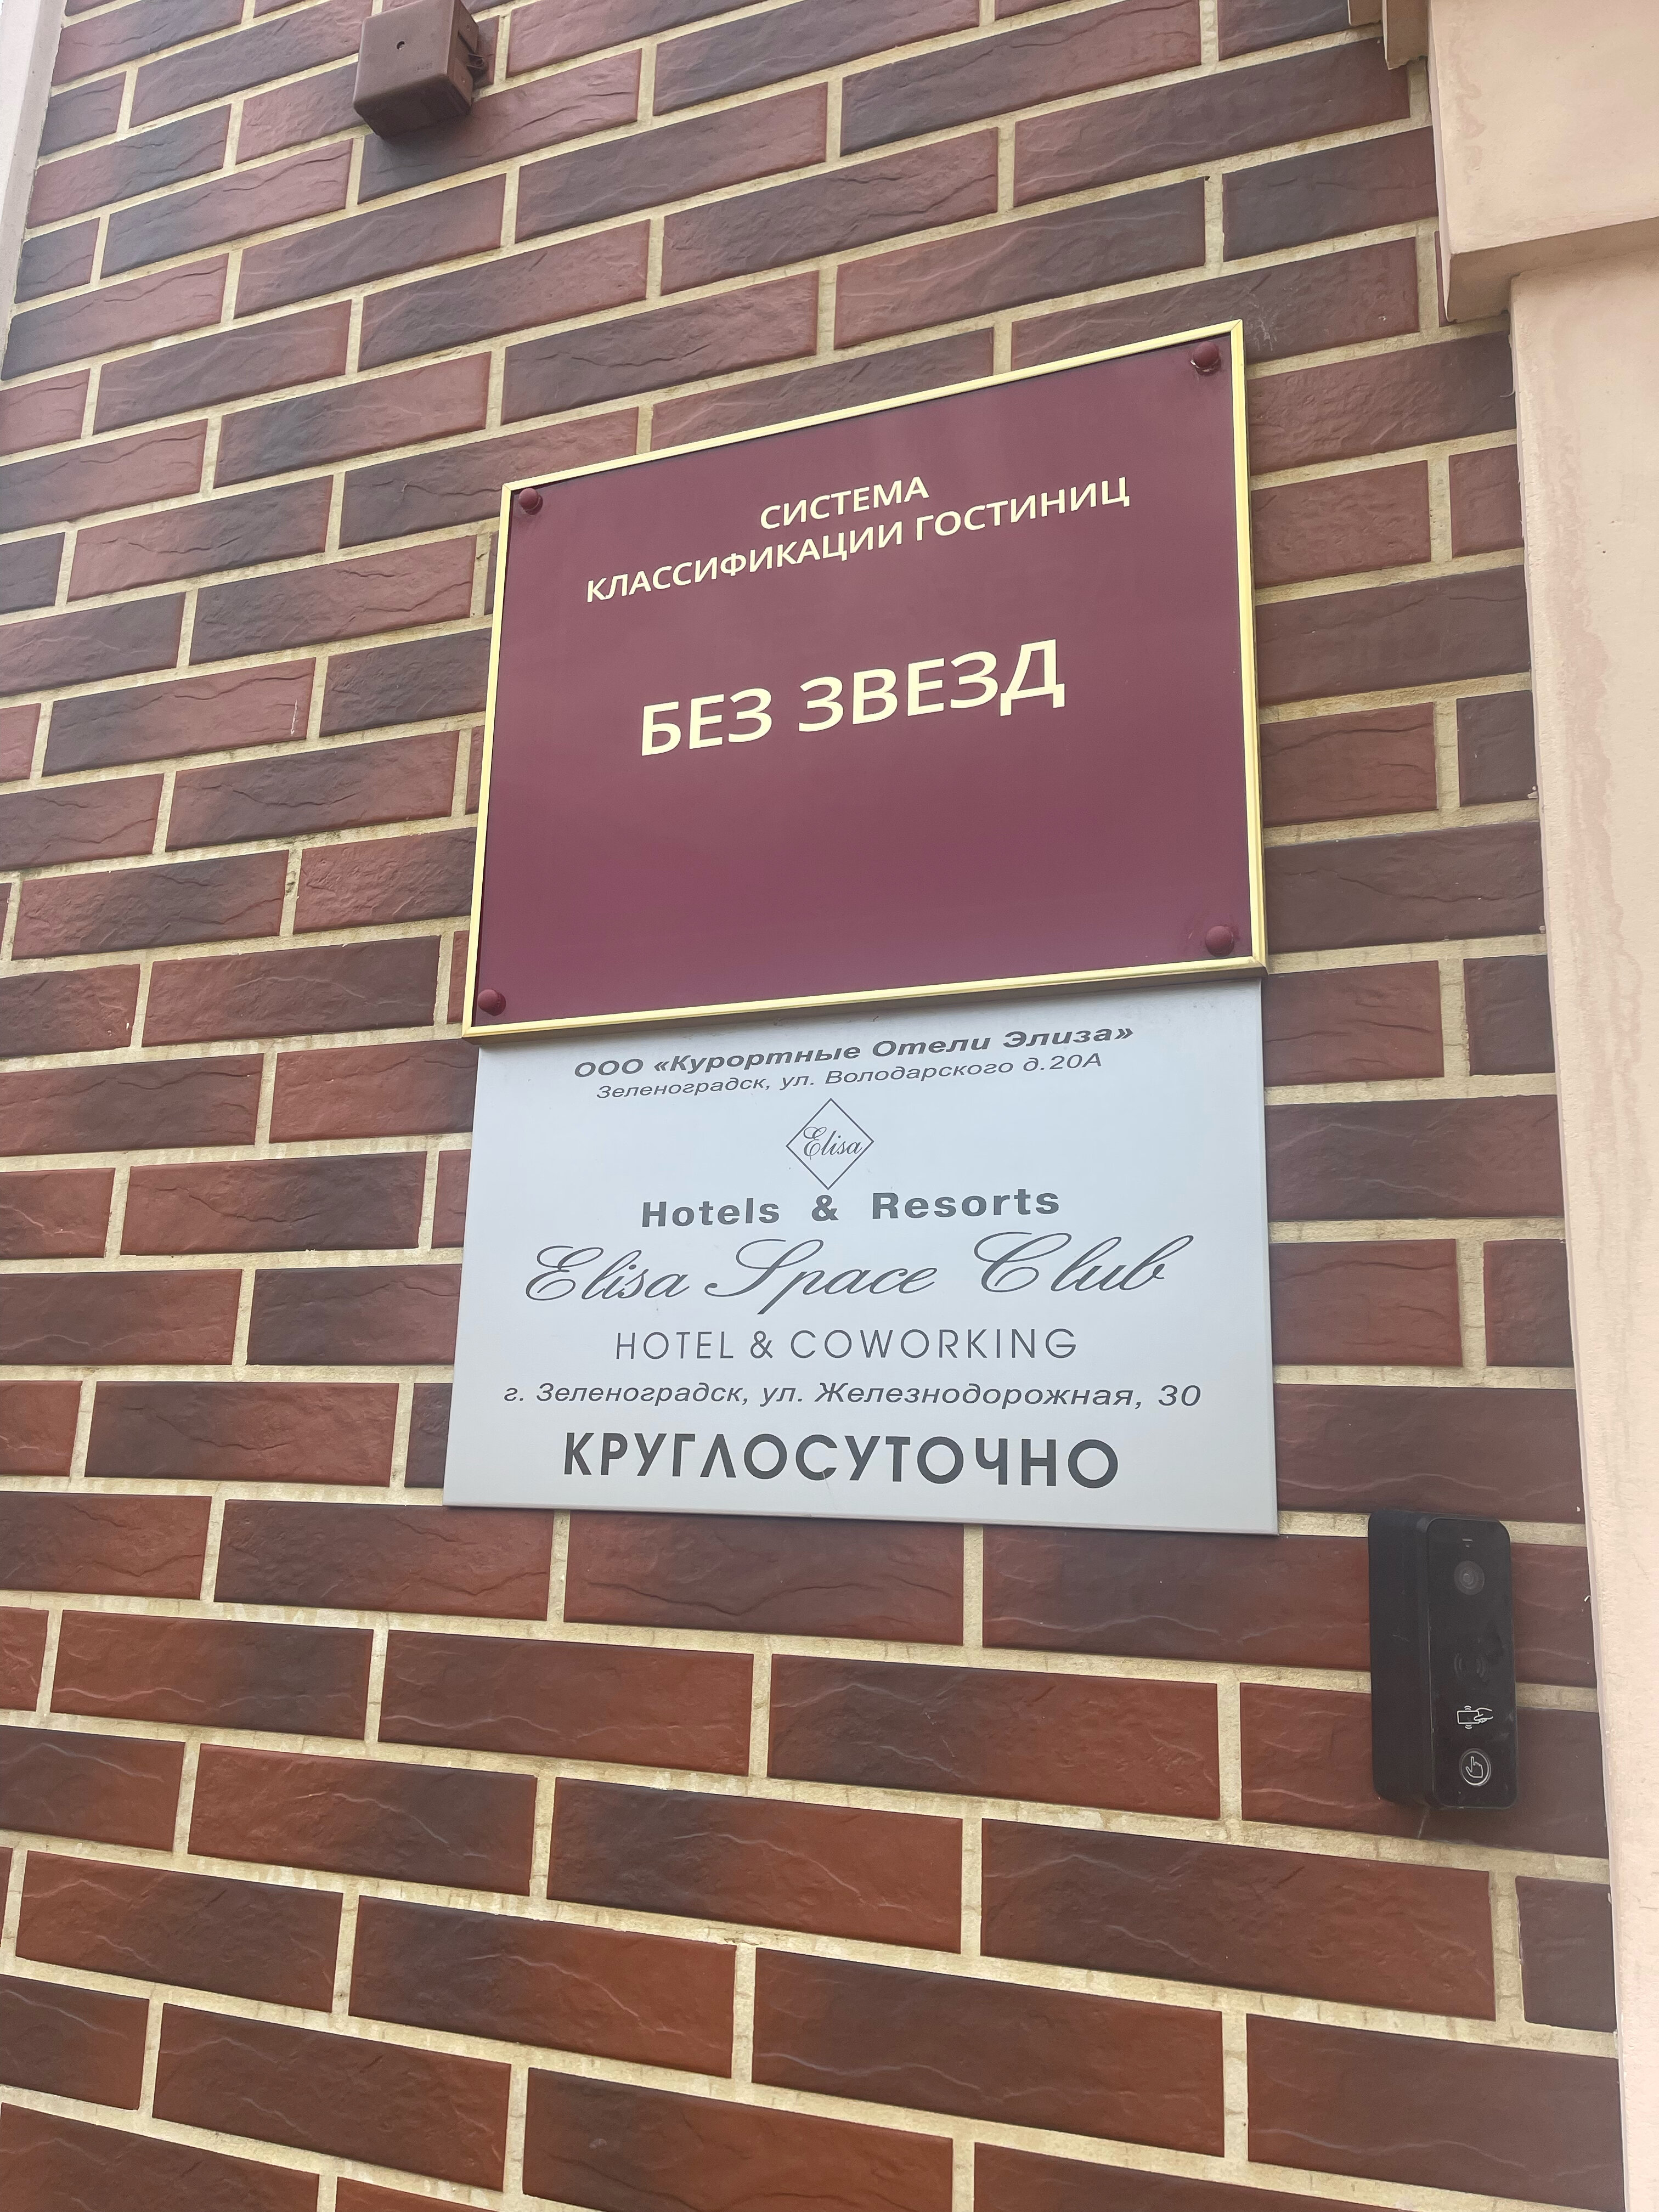 СИСТЕМА
КЛАССИФИКАЦИИ ГОСТИНИЦ
БЕЗ ЗВЕЗД
ООО «Курортные Отели Элиза»
Зеленоградск, ул. Володарского д.20А
Elisa
Hotels & Resorts
Elisa Space Club
HOTEL & COWORKING
г. Зеленоградск, ул. Железнодорожная, 30
КРУГЛОСУТОЧНО